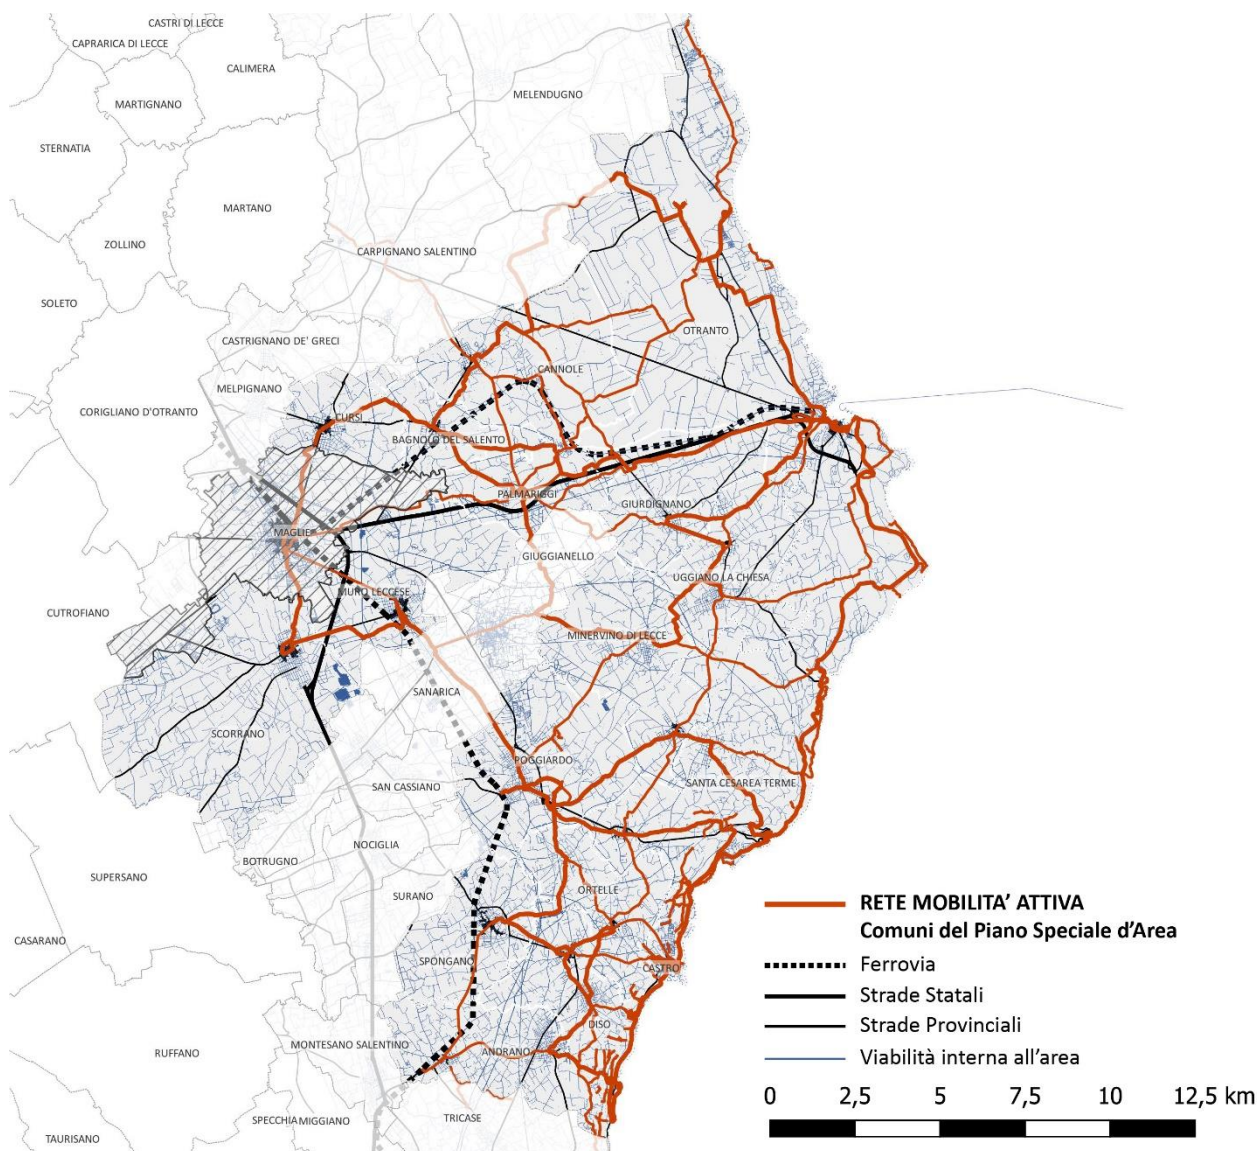 CASTRI DI LECCE
CAPRARICA DI LECCE
CALIMERA
MELENDUGNO
MARTIGNANO
STERNATIA
MARTANO
ZOLLINO
CARPIGNANO SALENTINO
SOLETO
OTRANTO
CASTRIGNANO DE' GRECI
CANNOLE
MELPIGNANO
CORIGLIANO D'OTRANTO
CURSI
BAGNOLO DEL SALENTO
PALMARIGGI
GIURDIGNANO
MAGLIE
GIUGGIANELLO
UGGIANO LA CHIESA
MURO LECCESE
CUTROFIANO
MINERVINO DI LECCE
SANARICA
SCORRANO
POGGIARDO
SAN CASSIANO
SANTA CESAREA TERME
NOCIGLIA
BOTRUGNO
SUPERSANO
SURANO
ORTELLE
CASARANO
SPONGANO
CASTRO
DISO
RUFFANO
MONTESANO SALENTINO
ANDRANO
SPECCHIA
MIGGIANO
TRICASE
TAURISANO
RETE MOBILITA' ATTIVA
Comuni del Piano Speciale d'Area
Ferrovia
Strade Statali
Strade Provinciali
Viabilità interna all'area
0 2,5 5 7,5 10 12,5 km